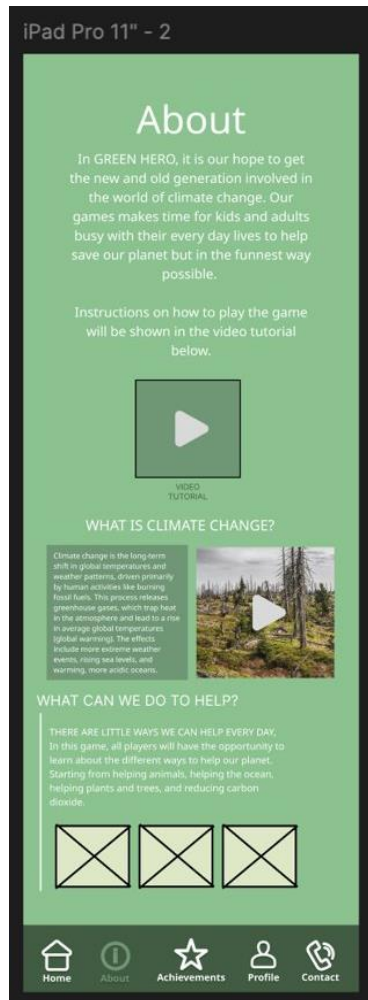 iPad Pro 11" - 2
About
In GREEN HERO, it is our hope to get
the new and old generation involved in
the world of climate change. Our
games makes time for kids and adults
busy with their every day lives to help
save our planet but in the funnest way
possible.
Instructions on how to play the game
will be shown in the video tutorial
below.
VIDEO
TUTORIAL
WHAT IS CLIMATE CHANGE?
Climate change is the long-term
shift in global temperatures and
weather patterns, driven primarily
by human activities like burning
fossil fuels. This process releases
greenhouse gases, which trap heat
in the atmosphere and lead to a rise
in average global temperatures
(global warming). The effects
include more extreme weather
events, rising sea levels, and
warming, more acidic oceans.
WHAT CAN WE DO TO HELP?
THERE ARE LITTLE WAYS WE CAN HELP EVERY DAY,
In this game, all players will have the opportunity to
learn about the different ways to help our planet.
Starting from helping animals, helping the ocean,
helping plants and trees, and reducing carbon
dioxide.
Home About Achievements Profile Contact